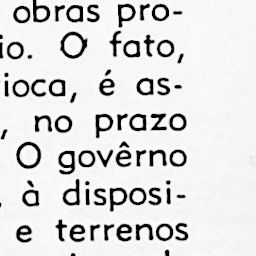 obras pro-
io. O fato,
ioca, é as-
, no prazo
O govêrno
à disposi-
e terrenos